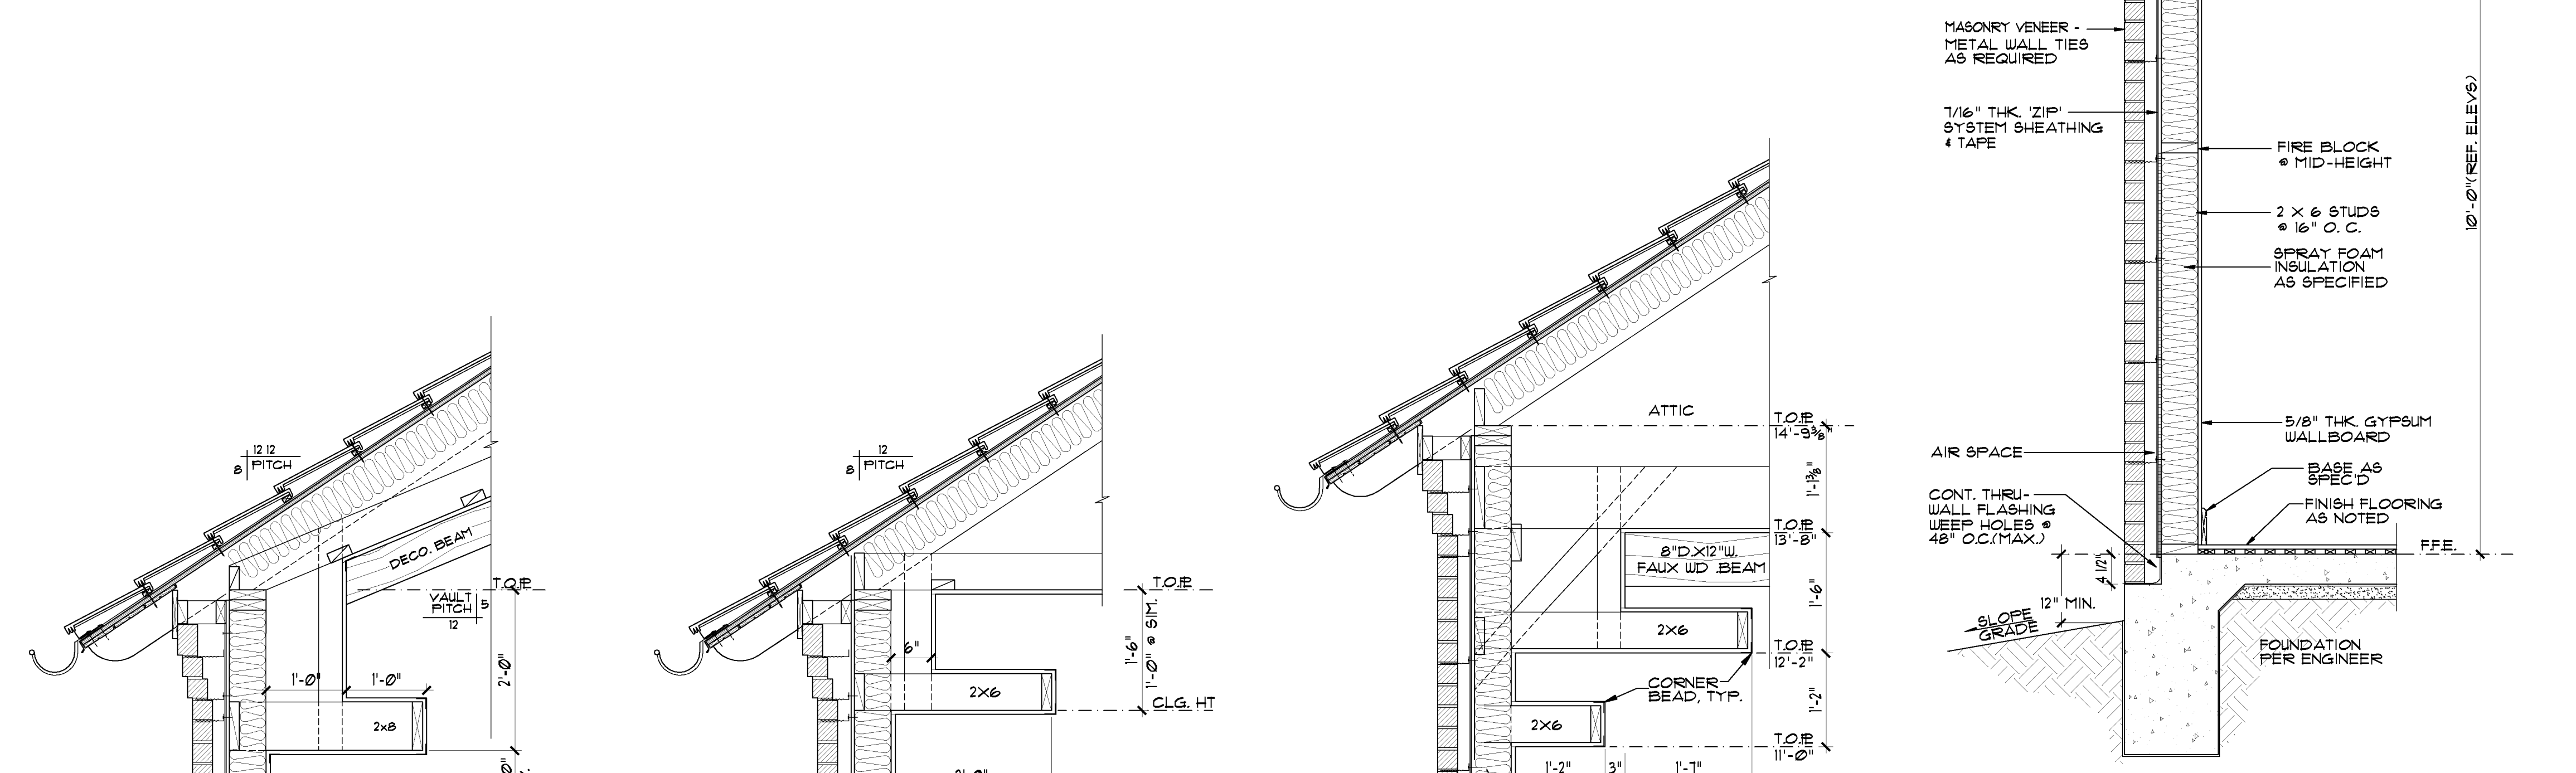 12 12
8 PITCH
DECO. BEAM
T.O.P.
VAULT
PITCH 5
12
1'-0" 1'-0"
2'-0"
2x8
12
8 PITCH
T.O.P.
6"
1'-6"
1'-0" @ SIM.
2X6
CLG. HT
ATTIC
T.O.P.
14'-9 3/8"
1'-1 3/8"
T.O.P.
13'-8"
8"D.X12"W.
FAUX WD .BEAM
1'-6"
2X6
T.O.P.
12'-2"
CORNER
BEAD, TYP.
1'-2"
2X6
T.O.P.
11'-0"
1'-2" 3" 1'-7"
MASONRY VENEER -
METAL WALL TIES
AS REQUIRED
7/16" THK. 'ZIP'
SYSTEM SHEATHING
& TAPE
AIR SPACE
CONT. THRU-
WALL FLASHING
WEEP HOLES @
48" O.C.(MAX.)
4 1/2"
12" MIN.
SLOPE
GRADE
10'-0"(REF. ELEVS)
FIRE BLOCK
@ MID-HEIGHT
2 X 6 STUDS
@ 16" O. C.
SPRAY FOAM
INSULATION
AS SPECIFIED
5/8" THK. GYPSUM
WALLBOARD
BASE AS
SPEC'D
FINISH FLOORING
AS NOTED
F.F.E.
FOUNDATION
PER ENGINEER